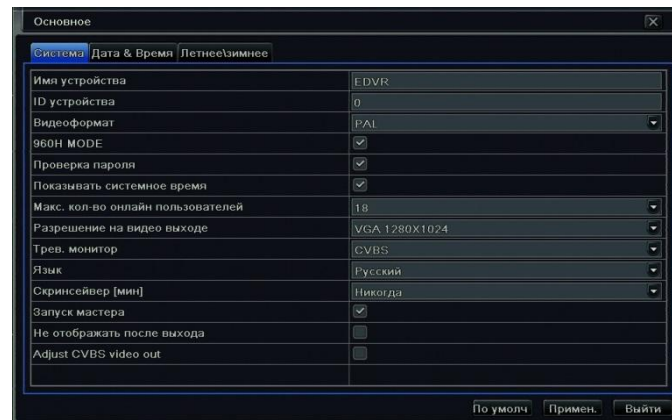 Основное
Система Дата & Время Летнее\зимнее
Имя устройства EDVR
ID устройства 0
Видеоформат PAL
960H MODE
Проверка пароля
Показывать системное время
Макс. кол-во онлайн пользователей 18
Разрешение на видео выходе VGA 1280X1024
Трев. монитор CVBS
Язык Русский
Скринсейвер [мин] Никогда
Запуск мастера
Не отображать после выхода
Adjust CVBS video out
По умолч Примен. Выйти